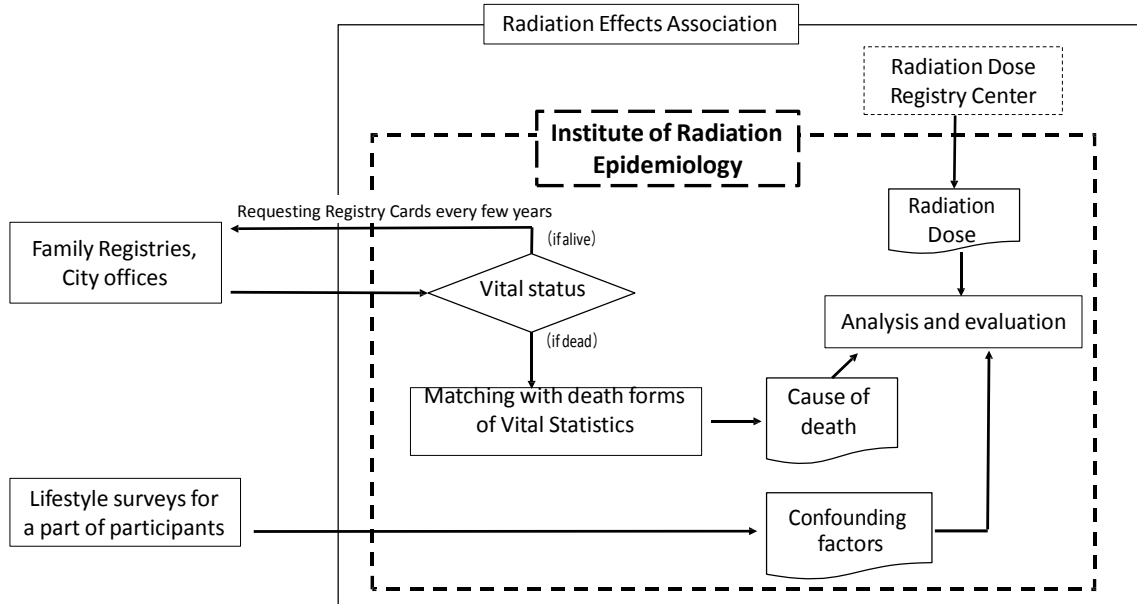 Radiation Effects Association
Radiation Dose
Registry Center
Institute of Radiation
Epidemiology
Requesting Registry Cards every few years
(if alive)
Radiation
Dose
Family Registries,
City offices
Vital status
Analysis and evaluation
(if dead)
Matching with death forms
of Vital Statistics
Cause of
death
Lifestyle surveys for
a part of participants
Confounding
factors